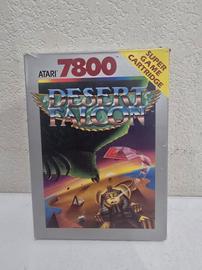 ATARI 7800
SUPER
GAME
CARTRIDGE
DESERT
FALCON